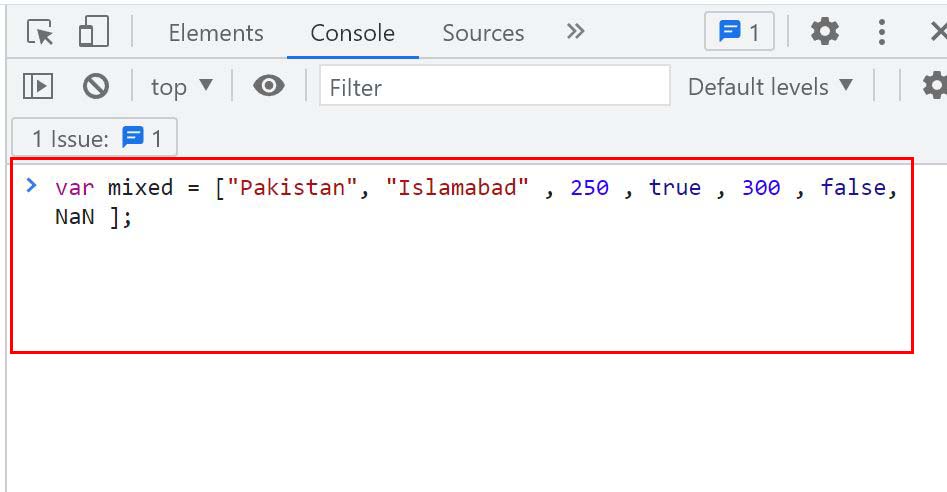 Elements Console Sources 1
top Filter Default levels
1 Issue: 1
var mixed = ["Pakistan", "Islamabad" , 250 , true , 300 , false,
NaN ];